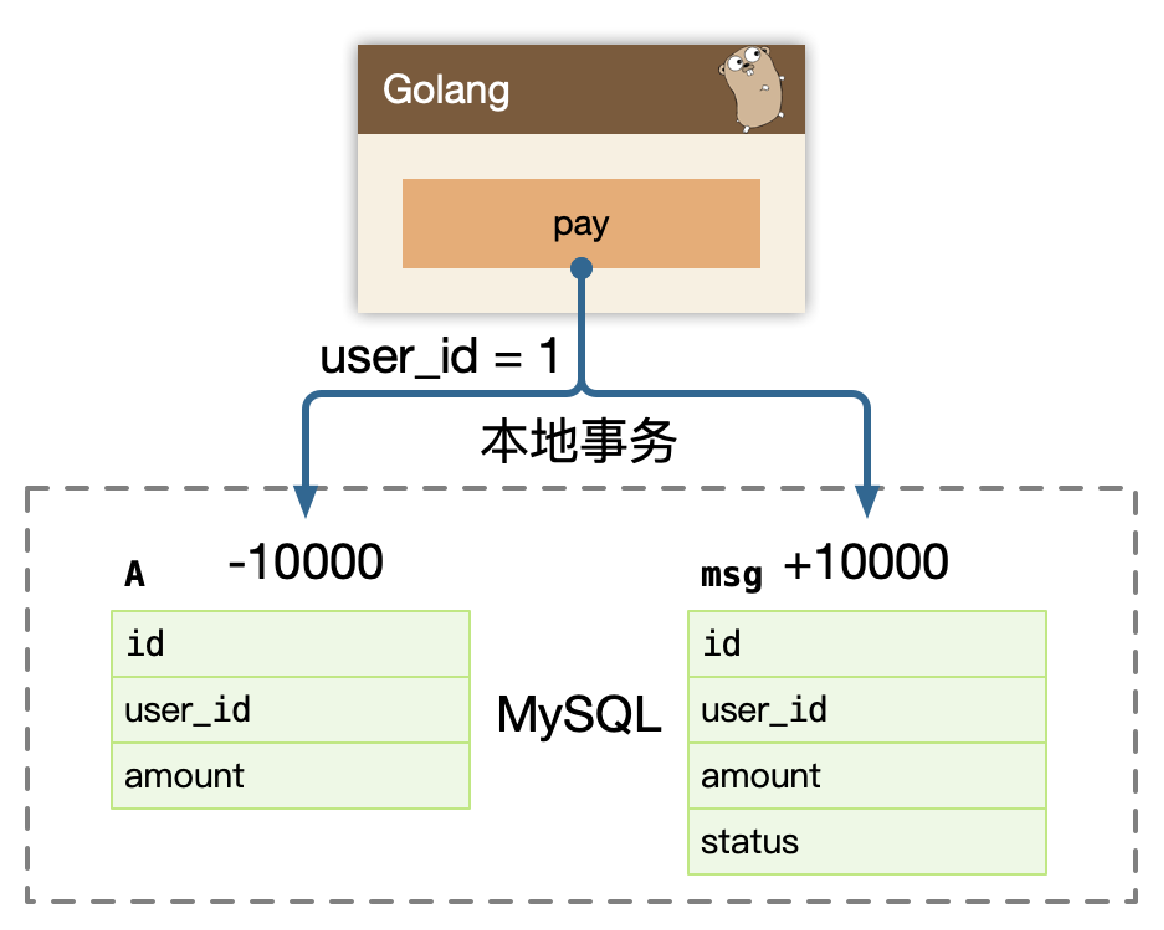 Golang
pay
user_id = 1
本地事务
A -10000
msg +10000
id
user_id
amount
MySQL
id
user_id
amount
status